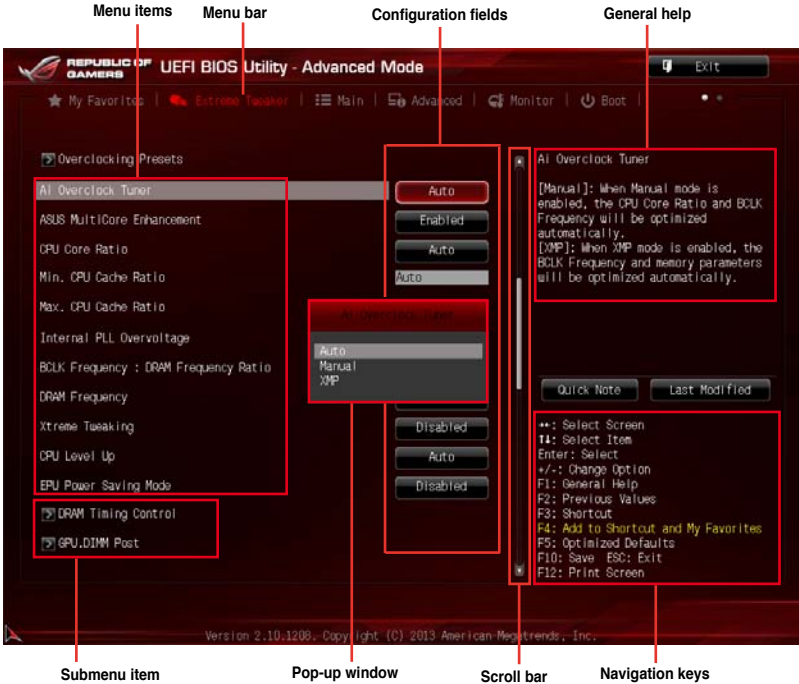 Menu items
Menu bar
Configuration fields
General help
REPUBLIC OF
GAMERS
UEFI BIOS Utility - Advanced Mode
Exit
My Favorites
Extreme Tweaker
Main
Advanced
Monitor
Boot
Overclocking Presets
Ai Overclock Tuner
Auto
ASUS MultiCore Enhancement
Enabled
CPU Core Ratio
Auto
Min. CPU Cache Ratio
Auto
Max. CPU Cache Ratio
Internal PLL Overvoltage
BCLK Frequency : DRAM Frequency Ratio
DRAM Frequency
Xtreme Tweaking
Disabled
CPU Level Up
Auto
EPU Power Saving Mode
Disabled
DRAM Timing Control
GPU.DIMM Post
Ai Overclock Tuner
Auto
Manual
XMP
Ai Overclock Tuner
[Manual]: When Manual mode is
enabled, the CPU Core Ratio and BCLK
Frequency will be optimized
automatically.
[XMP]: When XMP mode is enabled, the
BCLK Frequency and memory parameters
will be optimized automatically.
Quick Note
Last Modified
→←: Select Screen
↑↓: Select Item
Enter: Select
+/-: Change Option
F1: General Help
F2: Previous Values
F3: Shortcut
F4: Add to Shortcut and My Favorites
F5: Optimized Defaults
F10: Save ESC: Exit
F12: Print Screen
Version 2.10.1208. Copyright (C) 2013 American Megatrends, Inc.
Submenu item
Pop-up window
Scroll bar
Navigation keys